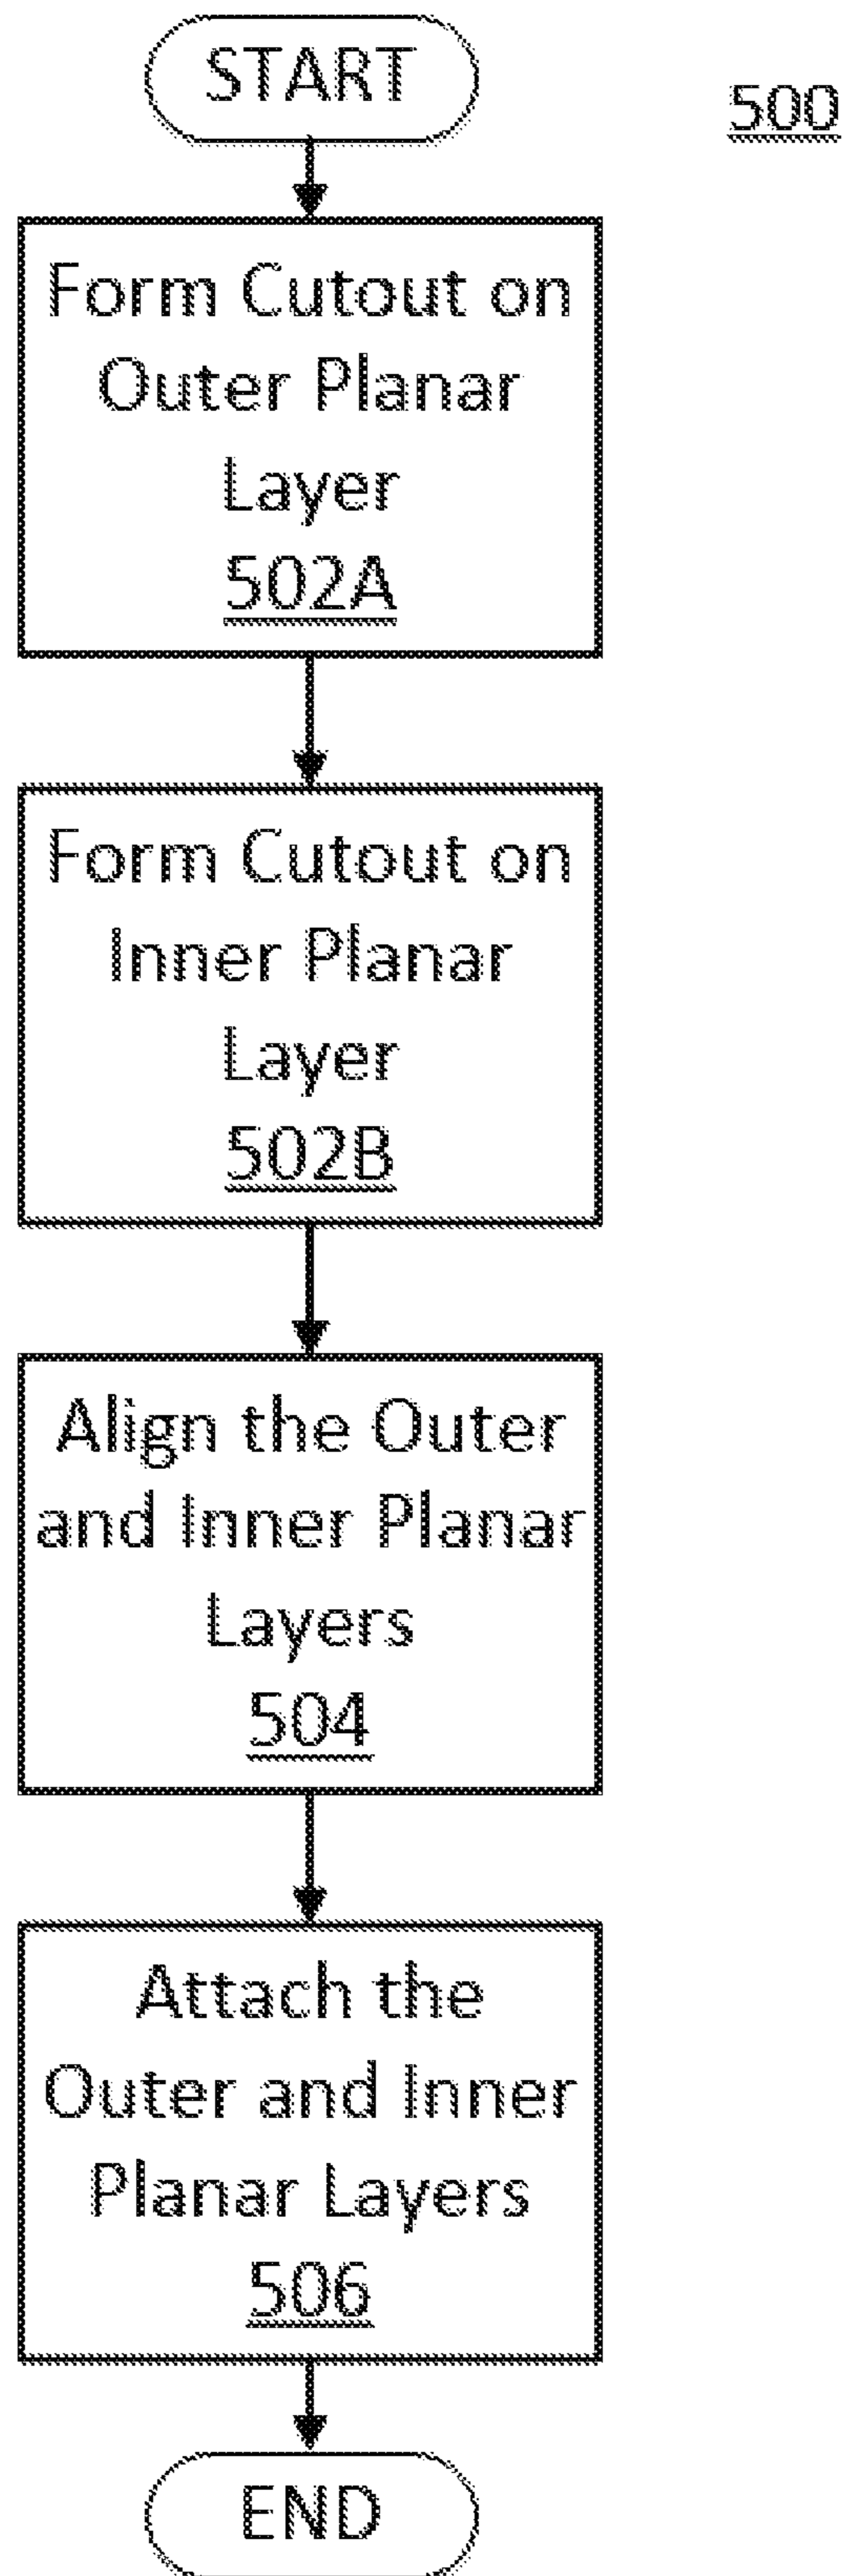 START
500
Form Cutout on
Outer Planar
Layer
502A
Form Cutout on
Inner Planar
Layer
502B
Align the Outer
and Inner Planar
Layers
504
Attach the
Outer and Inner
Planar Layers
506
END